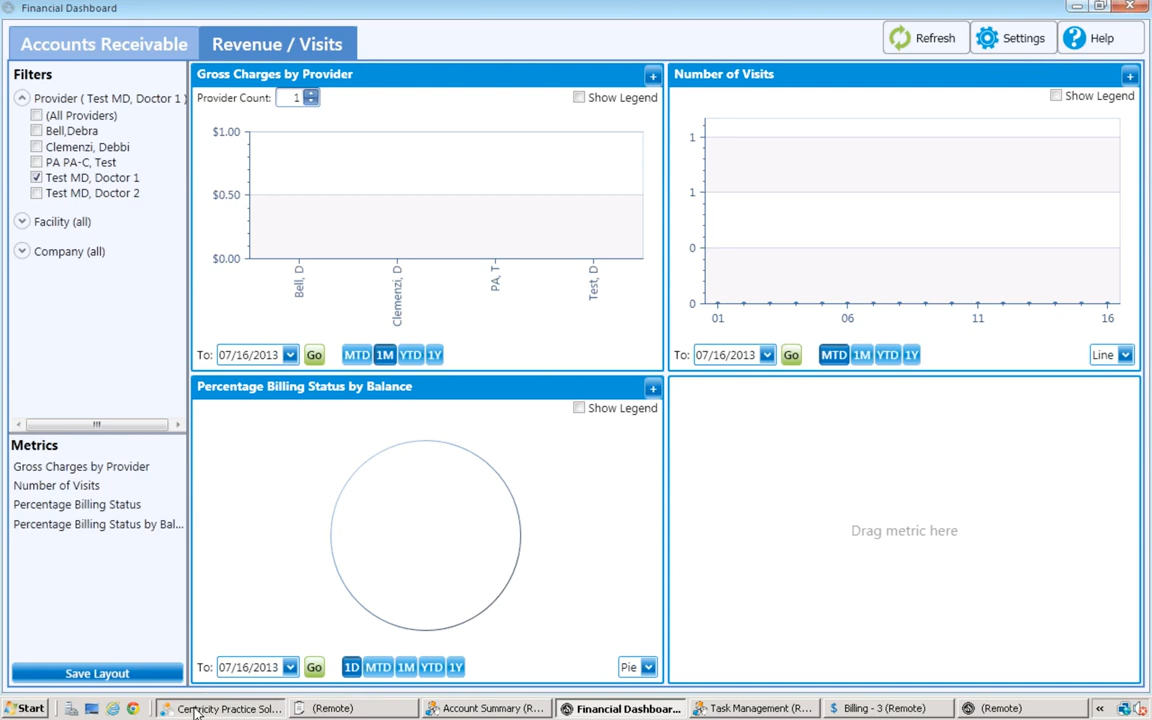 Financial Dashboard
Accounts Receivable
Revenue / Visits
Refresh
Settings
Help
Filters
Provider ( Test MD, Doctor 1 )
(All Providers)
Bell,Debra
Clemenzi, Debbi
PA PA-C, Test
Test MD, Doctor 1
Test MD, Doctor 2
Facility (all)
Company (all)
Metrics
Gross Charges by Provider
Number of Visits
Percentage Billing Status
Percentage Billing Status by Bal...
Save Layout
Gross Charges by Provider
Provider Count: 1
Show Legend
$1.00
$0.50
$0.00
Bell, D
Clemenzi, D
PA, T
Test, D
To: 07/16/2013 Go MTD 1M YTD 1Y
Number of Visits
Show Legend
1
1
0
0
01 06 11 16
To: 07/16/2013 Go MTD 1M YTD 1Y Line
Percentage Billing Status by Balance
Show Legend
To: 07/16/2013 Go 1D MTD 1M YTD 1Y Pie
Drag metric here
Start Centricity Practice Sol... (Remote) Account Summary (R... Financial Dashboar... Task Management (R... Billing - 3 (Remote) (Remote)